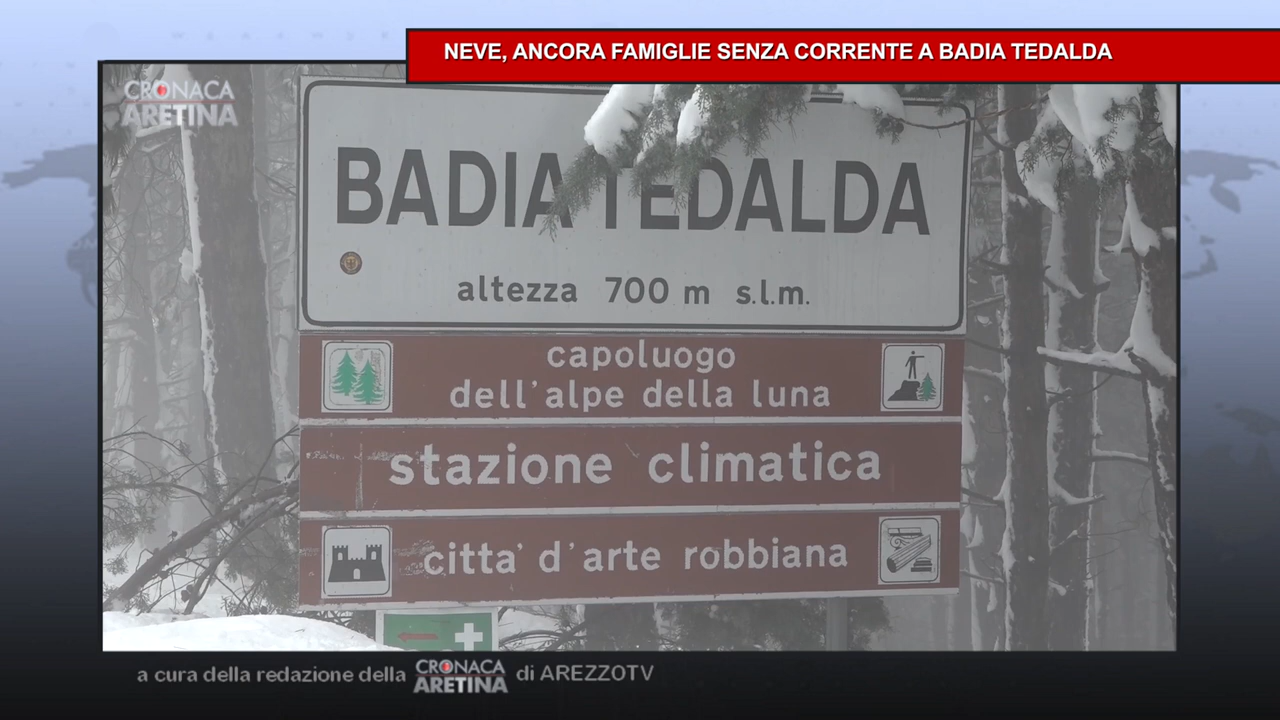 NEVE, ANCORA FAMIGLIE SENZA CORRENTE A BADIA TEDALDA
CRONACA
ARETINA
BADIA TEDALDA
altezza 700 m s.l.m.
capoluogo
dell'alpe della luna
stazione climatica
citta' d'arte robbiana
a cura della redazione della CRONACA ARETINA di AREZZOTV